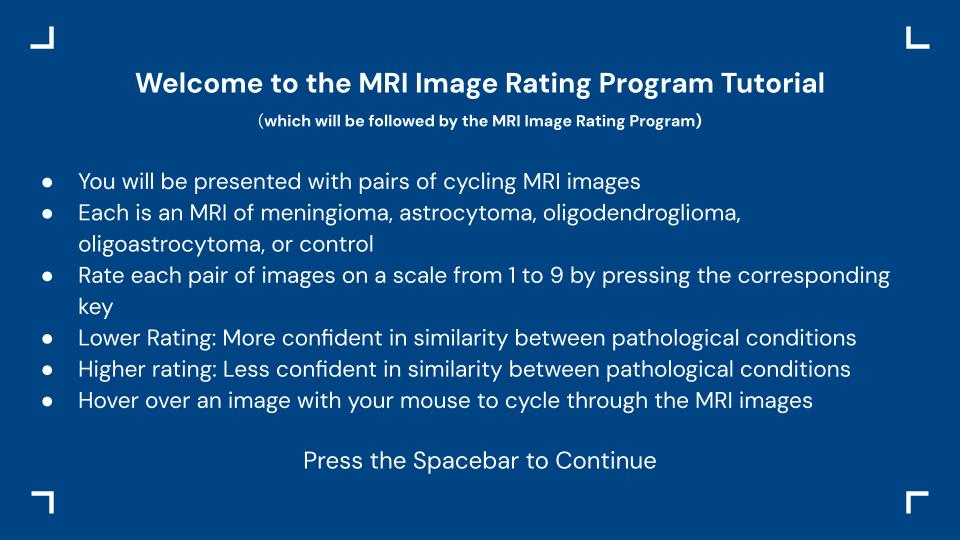 Welcome to the MRI Image Rating Program Tutorial
(which will be followed by the MRI Image Rating Program)
● You will be presented with pairs of cycling MRI images
● Each is an MRI of meningioma, astrocytoma, oligodendroglioma,
oligoastrocytoma, or control
● Rate each pair of images on a scale from 1 to 9 by pressing the corresponding
key
● Lower Rating: More confident in similarity between pathological conditions
● Higher rating: Less confident in similarity between pathological conditions
● Hover over an image with your mouse to cycle through the MRI images
Press the Spacebar to Continue